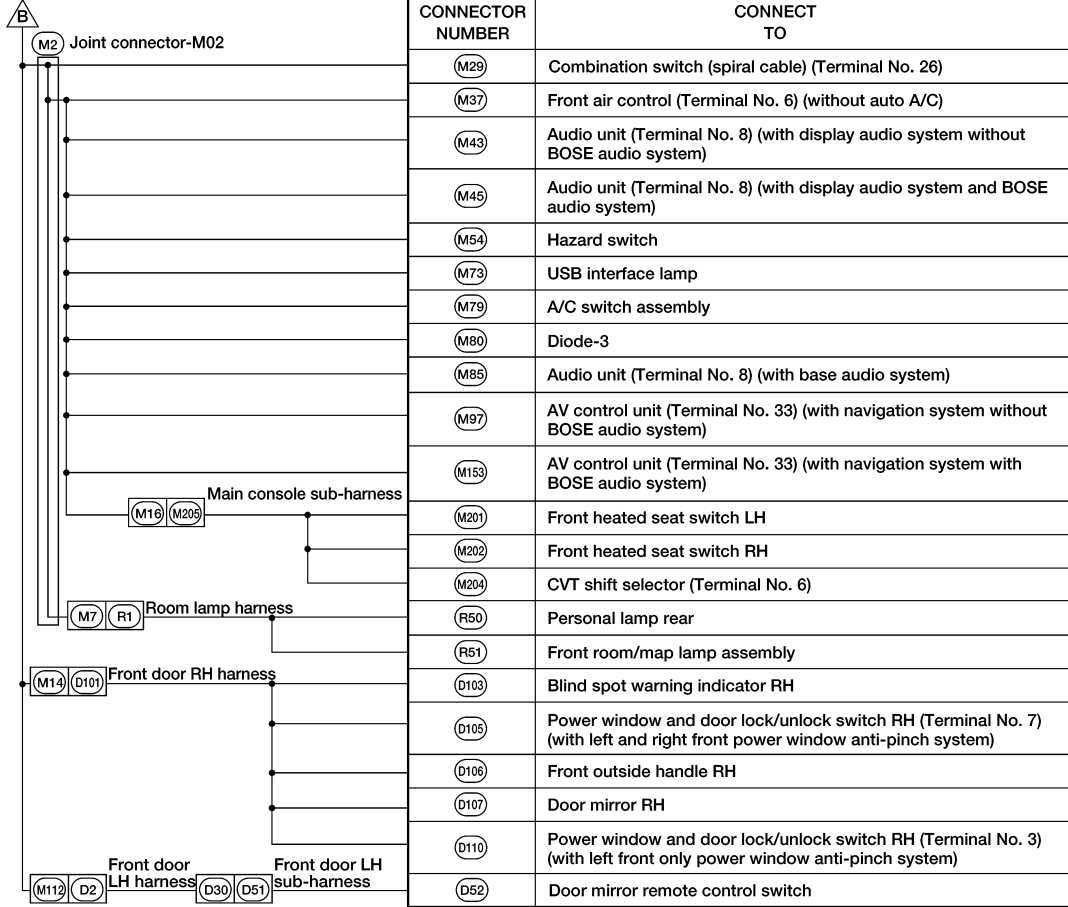 B
CONNECTOR
NUMBER
CONNECT
TO
M2 Joint connector-M02
M29 Combination switch (spiral cable) (Terminal No. 26)
M37 Front air control (Terminal No. 6) (without auto A/C)
M43 Audio unit (Terminal No. 8) (with display audio system without
BOSE audio system)
M45 Audio unit (Terminal No. 8) (with display audio system and BOSE
audio system)
M54 Hazard switch
M73 USB interface lamp
M79 A/C switch assembly
M80 Diode-3
M85 Audio unit (Terminal No. 8) (with base audio system)
M97 AV control unit (Terminal No. 33) (with navigation system without
BOSE audio system)
M153 AV control unit (Terminal No. 33) (with navigation system with
BOSE audio system)
Main console sub-harness
M16 M205
M201 Front heated seat switch LH
M202 Front heated seat switch RH
M204 CVT shift selector (Terminal No. 6)
M7 R1 Room lamp harness
R50 Personal lamp rear
R51 Front room/map lamp assembly
M14 D101 Front door RH harness
D103 Blind spot warning indicator RH
D105 Power window and door lock/unlock switch RH (Terminal No. 7)
(with left and right front power window anti-pinch system)
D106 Front outside handle RH
D107 Door mirror RH
D110 Power window and door lock/unlock switch RH (Terminal No. 3)
(with left front only power window anti-pinch system)
M112 D2 Front door
LH harness
D30 D51 Front door LH
sub-harness
D52 Door mirror remote control switch